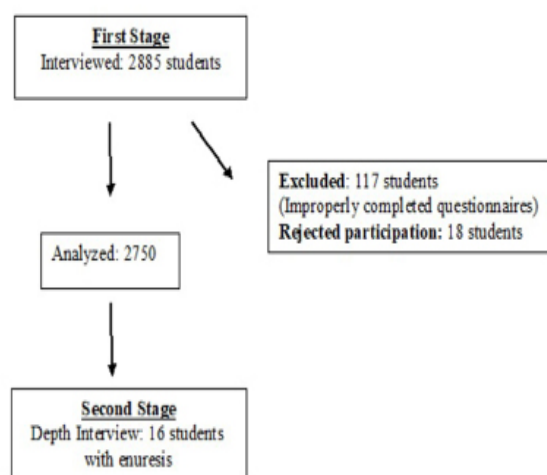 First Stage
Interviewed: 2885 students
Excluded: 117 students
(Improperly completed questionnaires)
Rejected participation: 18 students
Analyzed: 2750
Second Stage
Depth Interview: 16 students
with enuresis